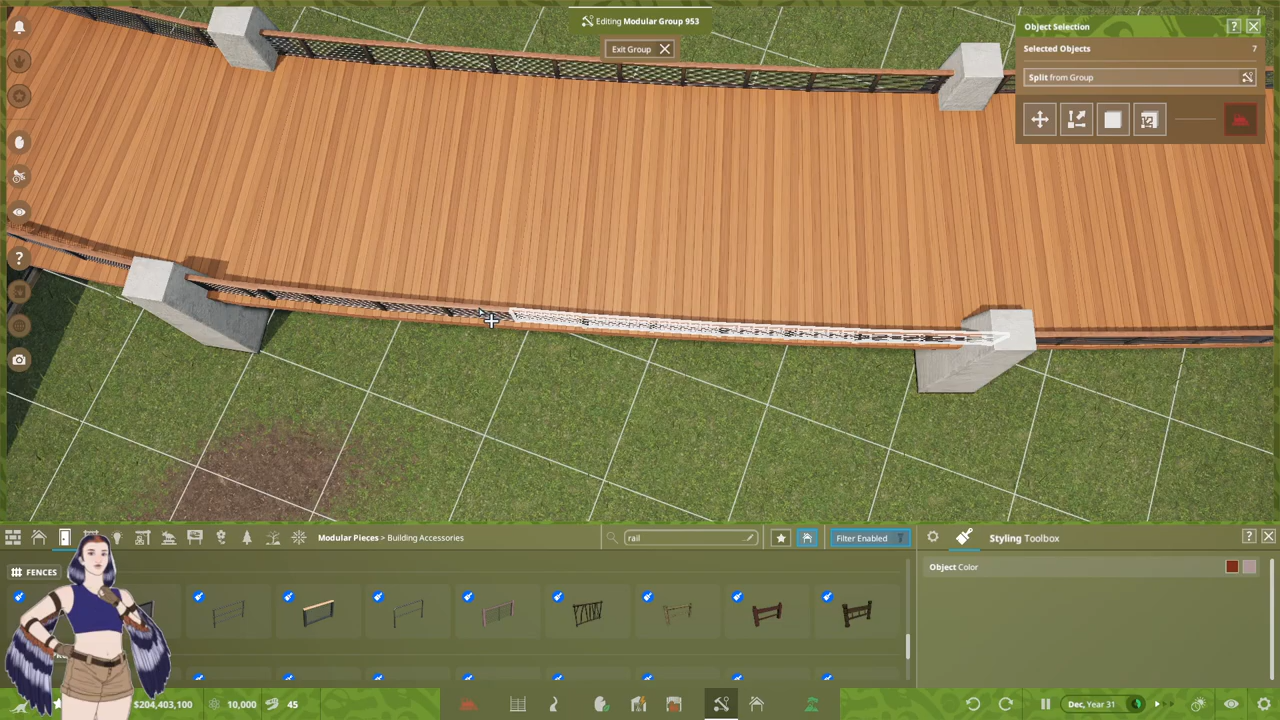 Editing Modular Group 953
Exit Group
Object Selection
?
Selected Objects 7
Split from Group
?
Modular Pieces > Building Accessories
rail
Filter Enabled
Styling Toolbox
?
FENCES
Object Color
$204,403,100
10,000
45
Dec, Year 31